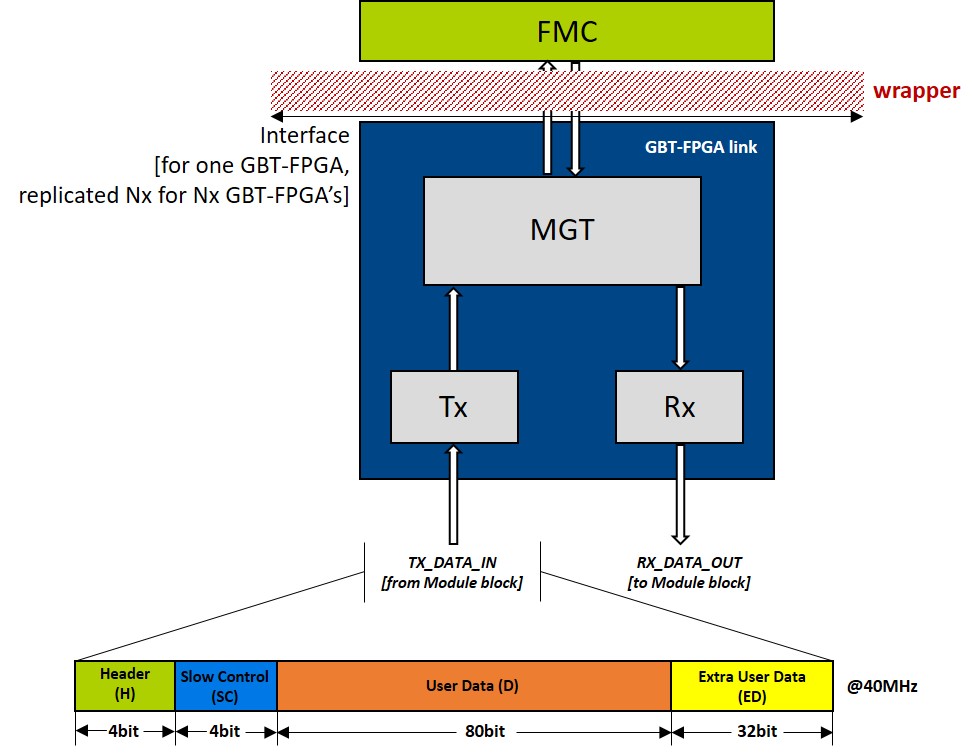 FMC
wrapper
Interface
[for one GBT-FPGA,
replicated Nx for Nx GBT-FPGA's]
GBT-FPGA link
MGT
Tx
Rx
TX_DATA_IN
[from Module block]
RX_DATA_OUT
[to Module block]
Header
(H)
Slow Control
(SC)
User Data (D)
Extra User Data
(ED)
@40MHz
4bit
4bit
80bit
32bit